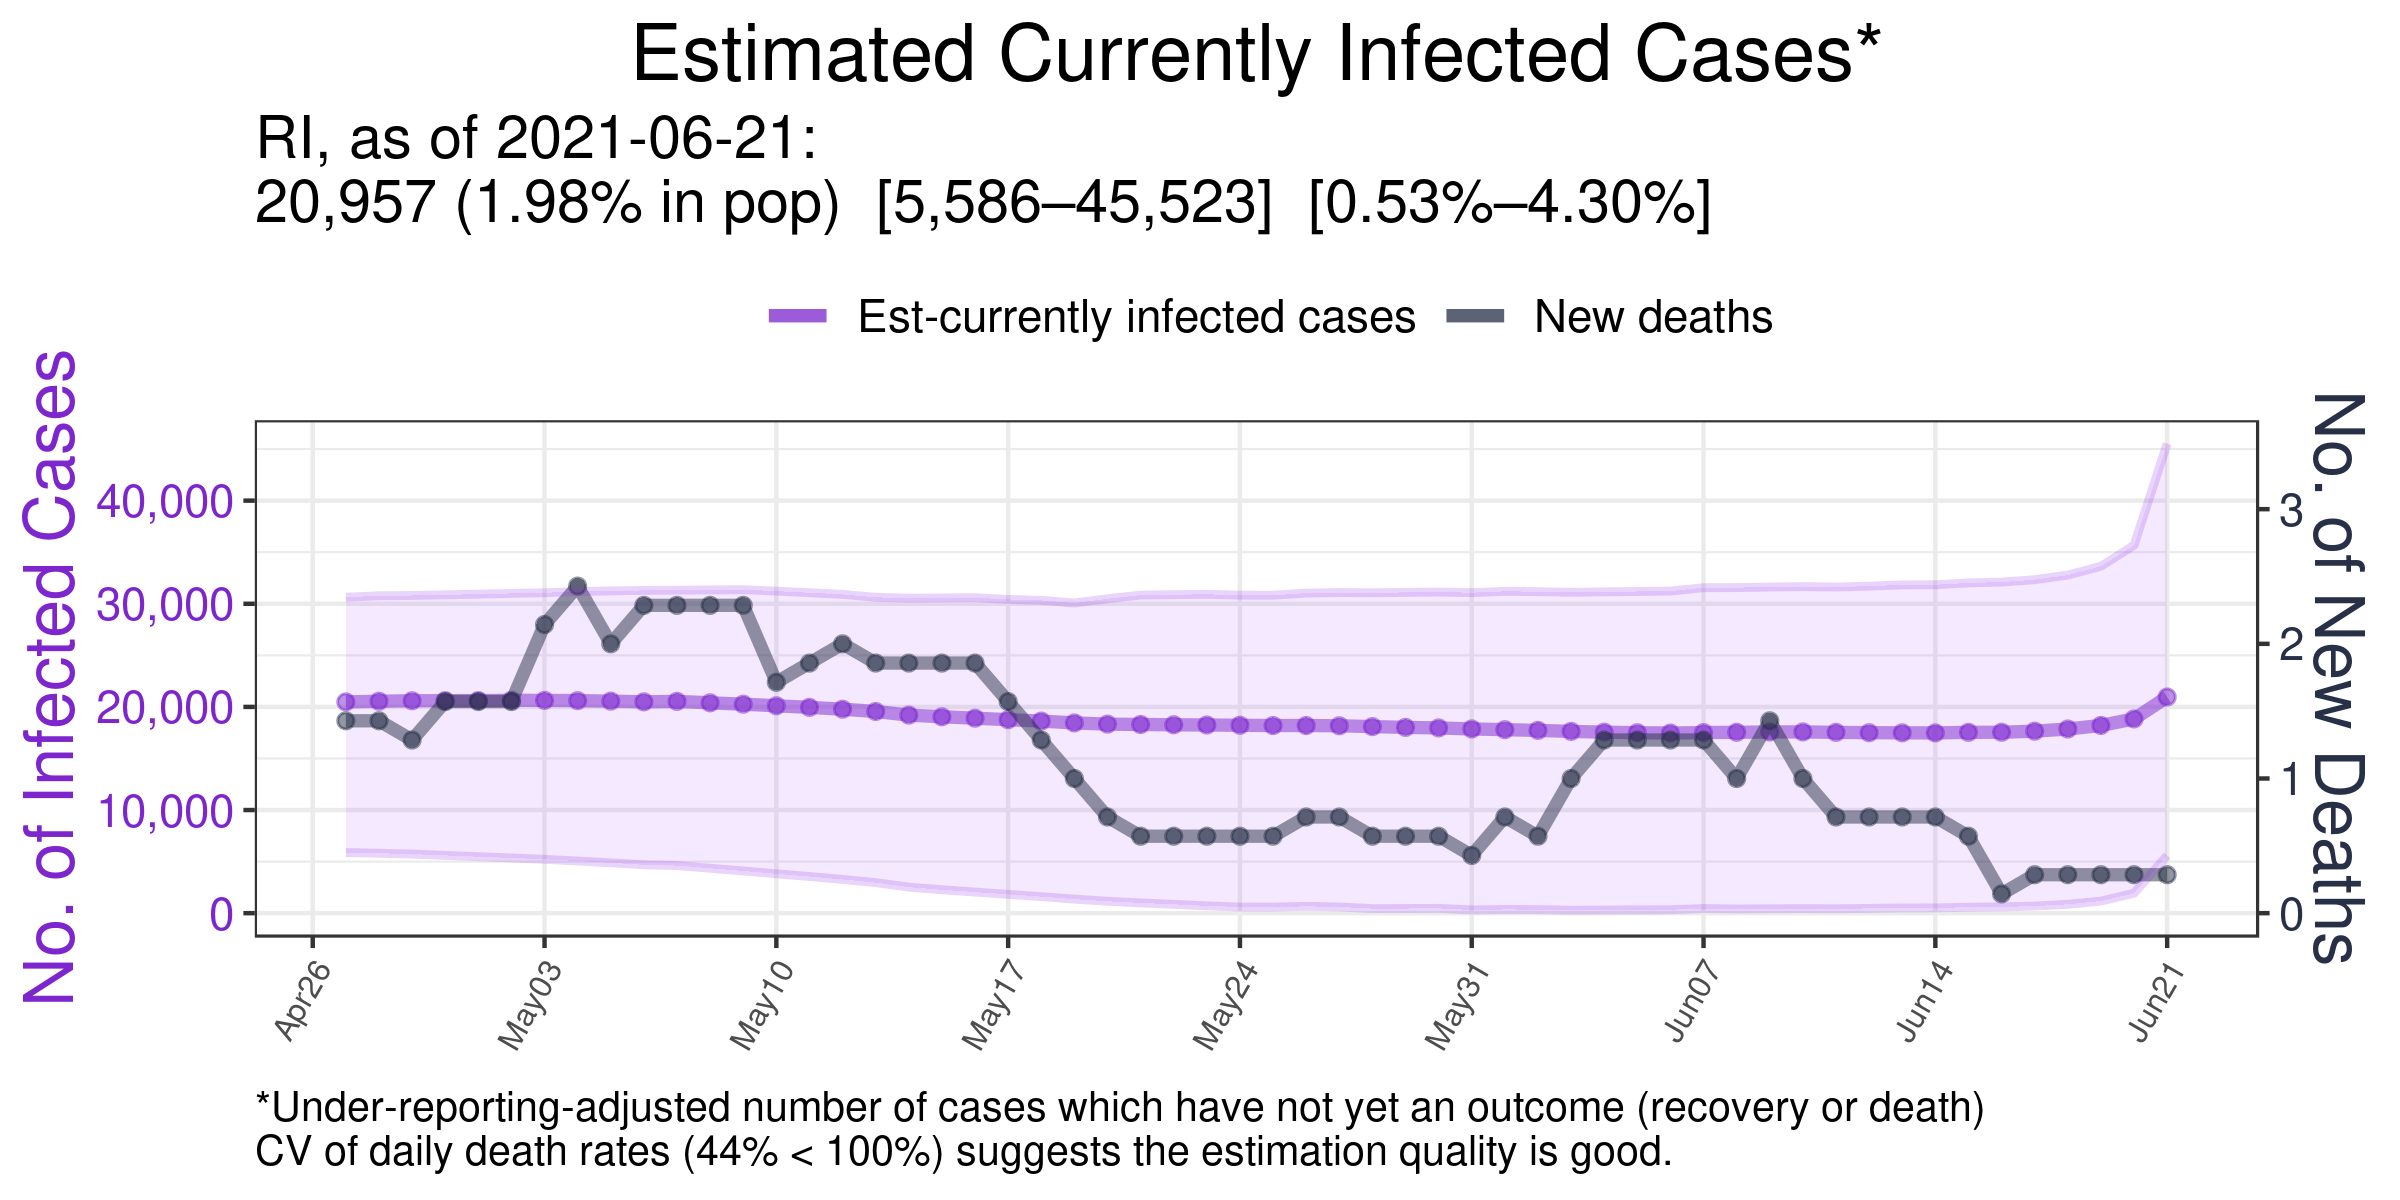 Estimated Currently Infected Cases*
RI, as of 2021-06-21:
20,957 (1.98% in pop)  [5,586–45,523]  [0.53%–4.30%]
Est-currently infected cases
New deaths
No. of Infected Cases
40,000
30,000
20,000
10,000
0
3
2
1
0
No. of New Deaths
Apr26
May03
May10
May17
May24
May31
Jun07
Jun14
Jun21
*Under-reporting-adjusted number of cases which have not yet an outcome (recovery or death)
CV of daily death rates (44% < 100%) suggests the estimation quality is good.